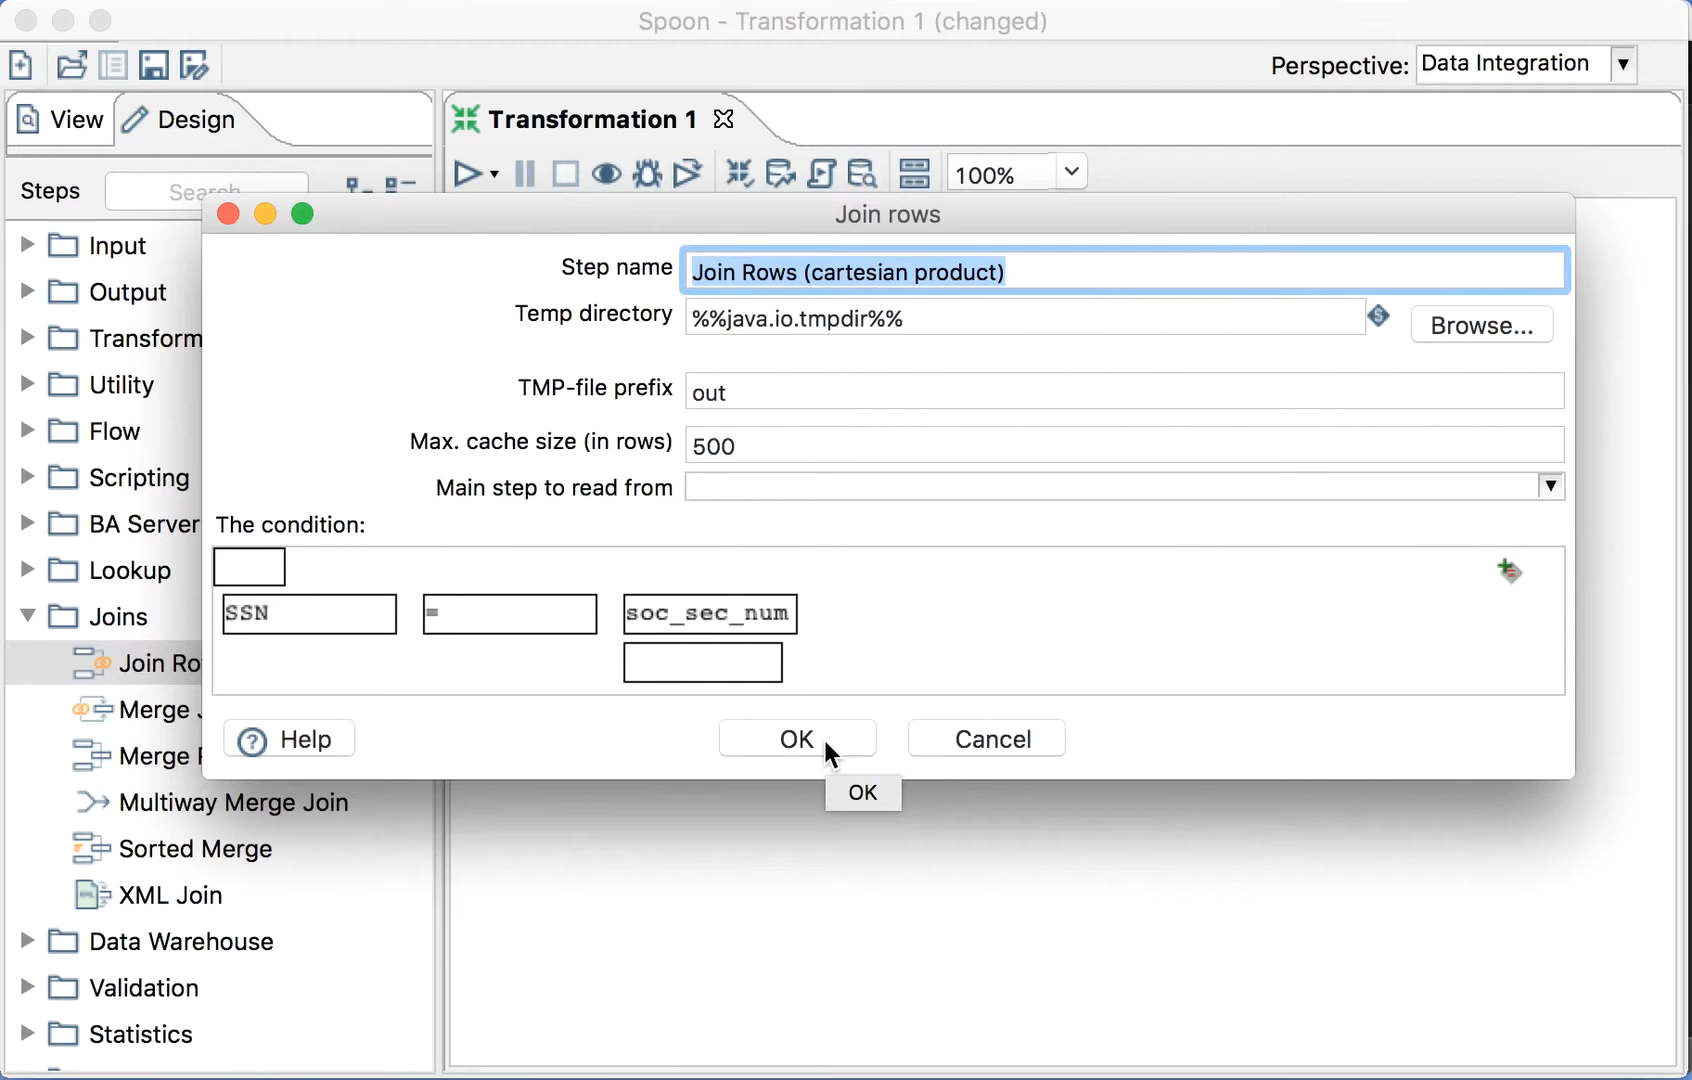 Spoon - Transformation 1 (changed)
Perspective: Data Integration
View Design
Transformation 1
Steps Search
100%
Join rows
Input
Output
Transform
Utility
Flow
Scripting
BA Server
Lookup
Joins
Join Ro
Merge
Merge
Multiway Merge Join
Sorted Merge
XML Join
Data Warehouse
Validation
Statistics
Step name Join Rows (cartesian product)
Temp directory %%java.io.tmpdir%% Browse...
TMP-file prefix out
Max. cache size (in rows) 500
Main step to read from
The condition:
SSN = soc_sec_num
Help OK Cancel
OK